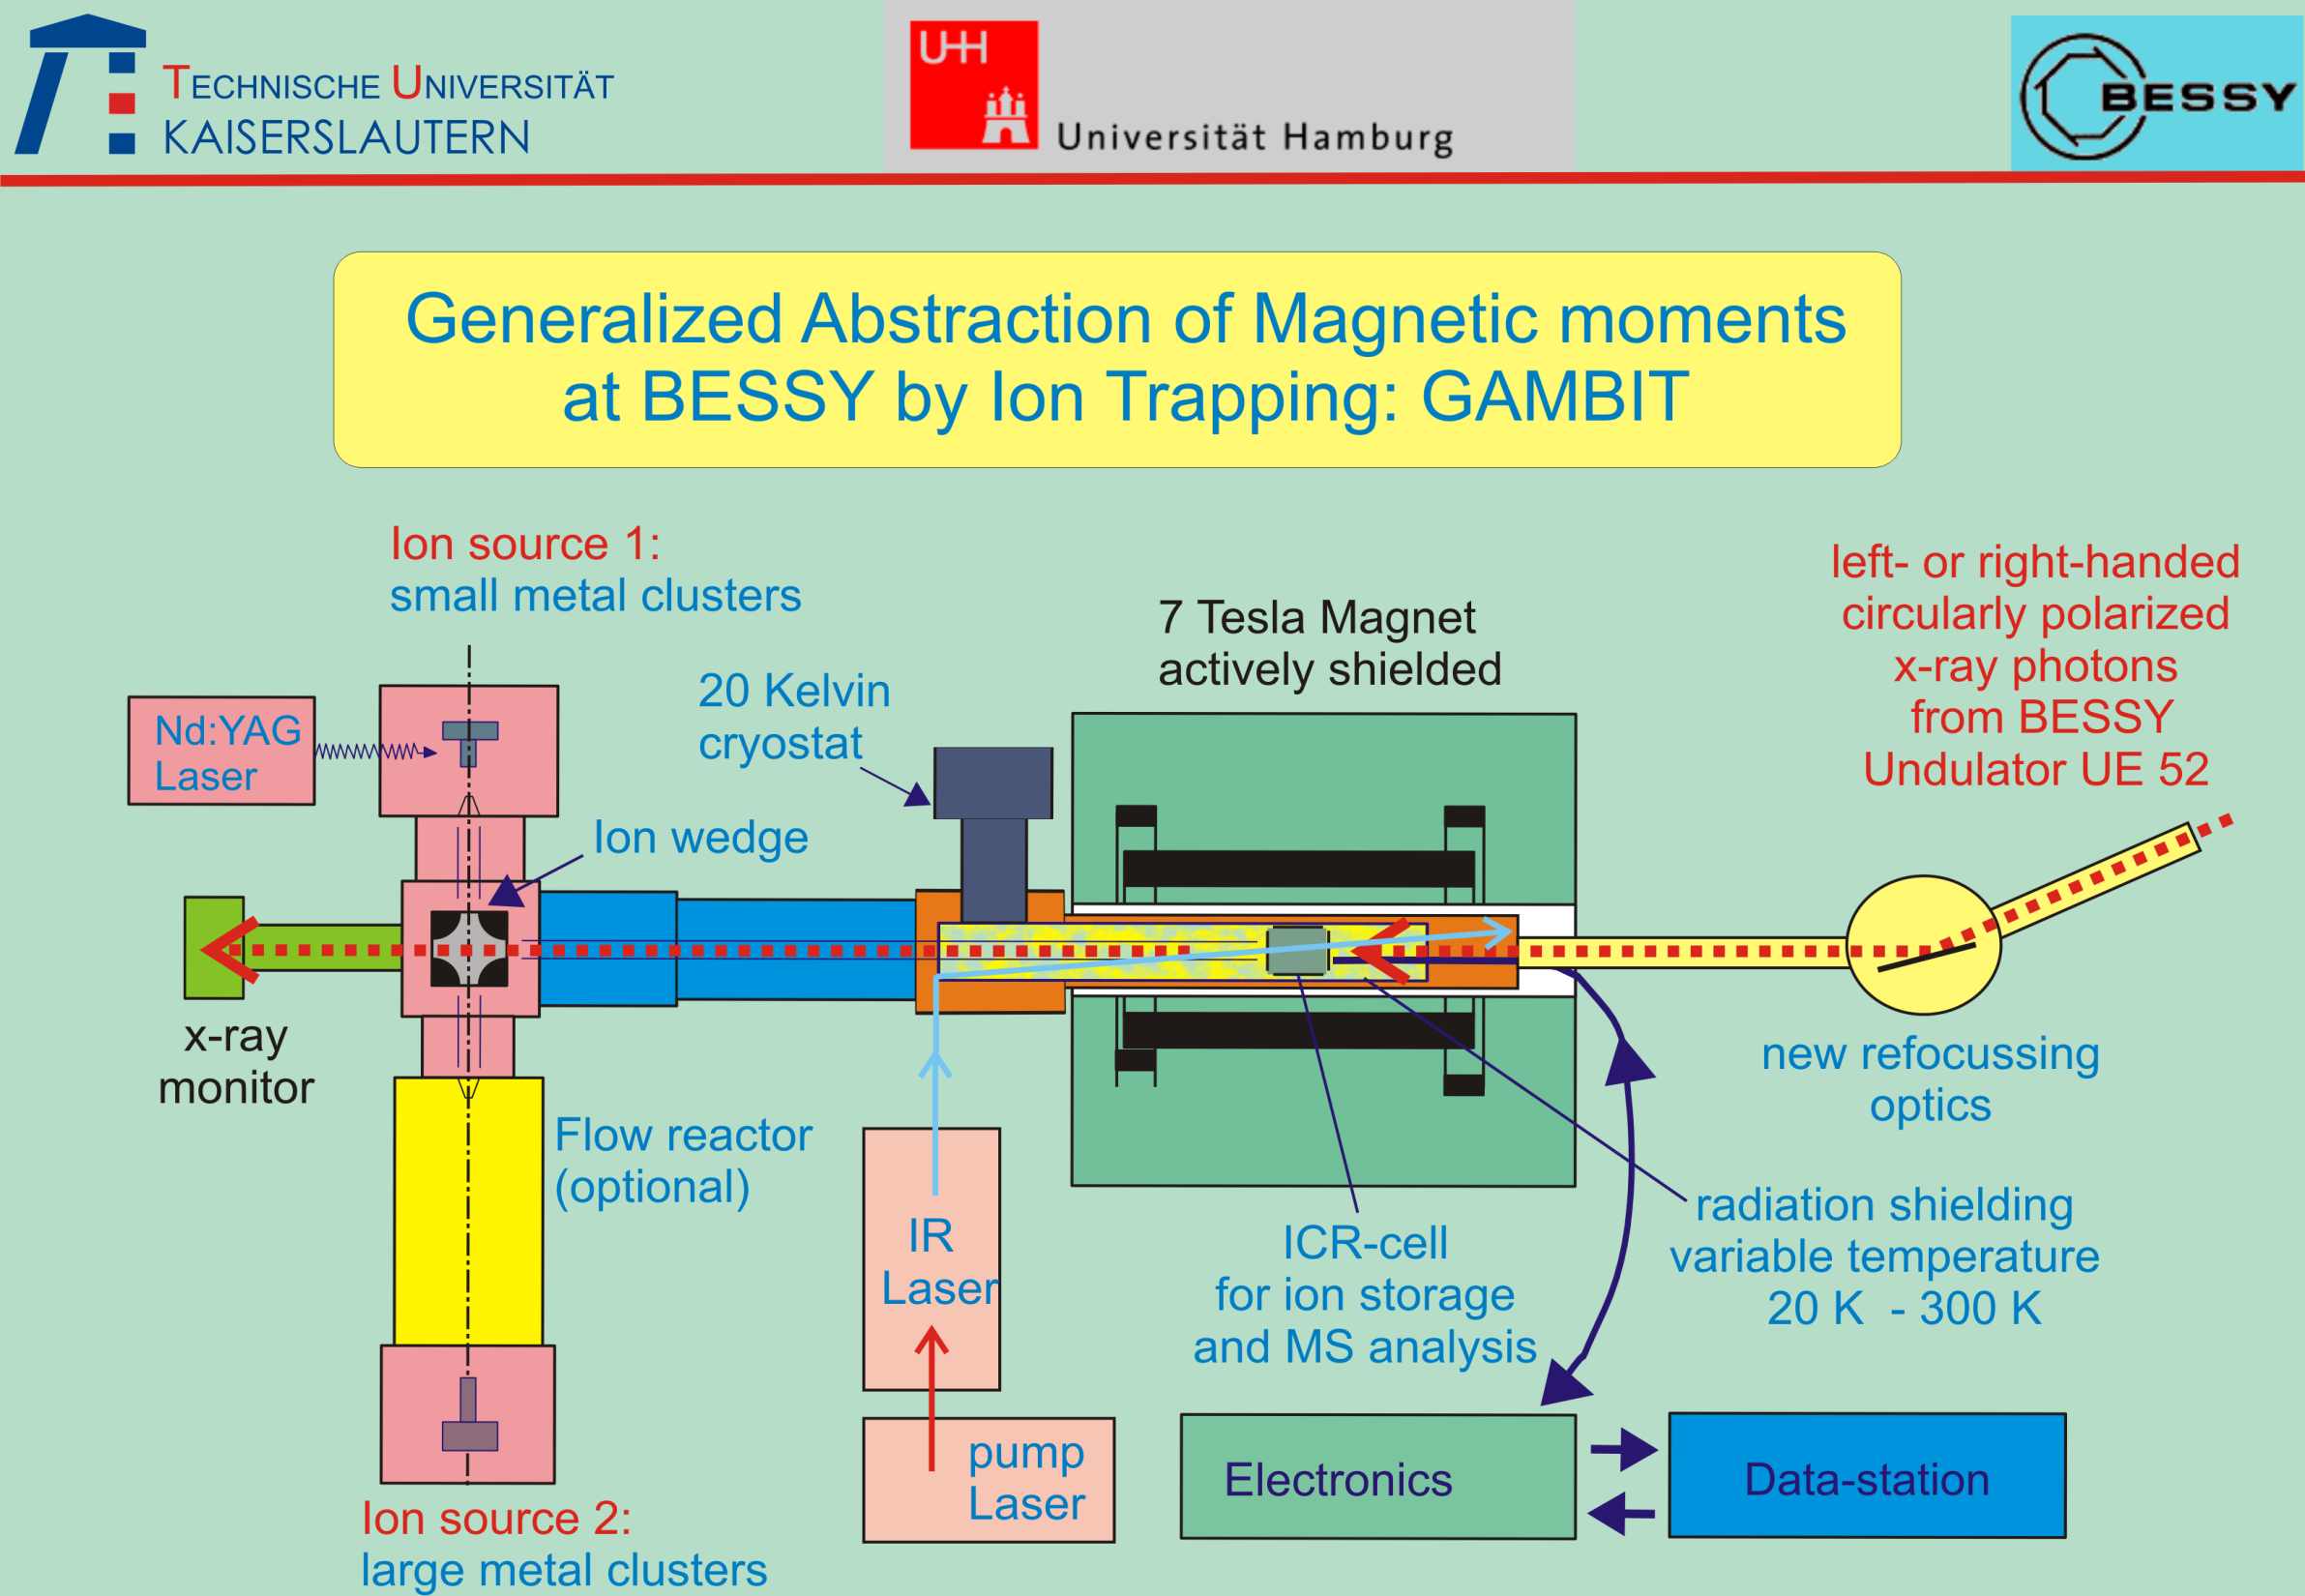 TECHNISCHE UNIVERSITÄT
KAISERSLAUTERN
UHH
Universität Hamburg
BESSY
Generalized Abstraction of Magnetic moments
at BESSY by Ion Trapping: GAMBIT
Ion source 1:
small metal clusters
left- or right-handed
circularly polarized
x-ray photons
from BESSY
Undulator UE 52
7 Tesla Magnet
actively shielded
20 Kelvin
cryostat
Nd:YAG
Laser
Ion wedge
x-ray
monitor
new refocussing
optics
Flow reactor
(optional)
IR
Laser
ICR-cell
for ion storage
and MS analysis
radiation shielding
variable temperature
20 K - 300 K
pump
Laser
Electronics
Data-station
Ion source 2:
large metal clusters